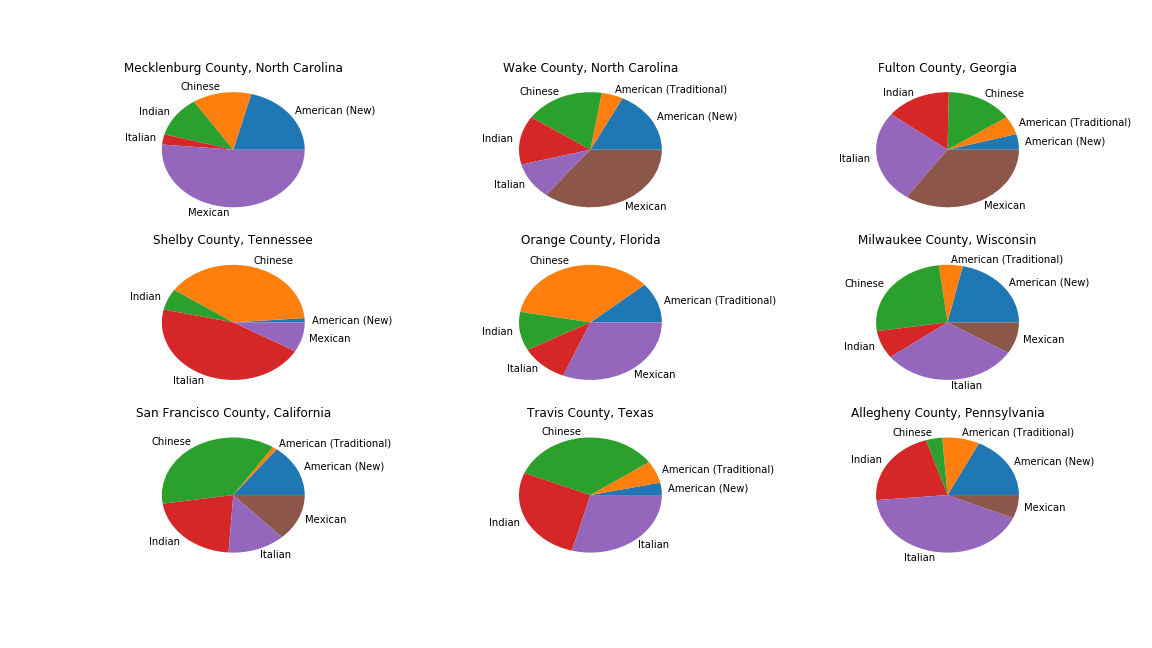 Mecklenburg County, North Carolina
Chinese
American (New)
Indian
Italian
Mexican
Wake County, North Carolina
American (Traditional)
Chinese
American (New)
Indian
Italian
Mexican
Fulton County, Georgia
Indian
Chinese
American (Traditional)
American (New)
Italian
Mexican
Shelby County, Tennessee
Chinese
Indian
American (New)
Mexican
Italian
Orange County, Florida
Chinese
American (Traditional)
Indian
Italian
Mexican
Milwaukee County, Wisconsin
American (Traditional)
American (New)
Chinese
Mexican
Indian
Italian
San Francisco County, California
Chinese
American (Traditional)
American (New)
Mexican
Indian
Italian
Travis County, Texas
Chinese
American (Traditional)
American (New)
Indian
Italian
Allegheny County, Pennsylvania
Chinese
American (Traditional)
Indian
American (New)
Mexican
Italian